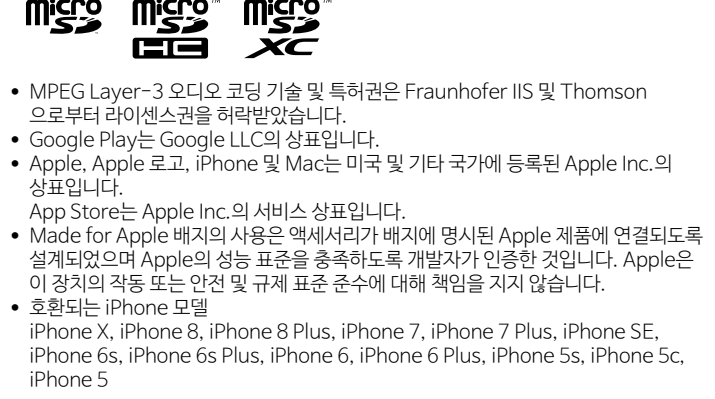 micro SD micro SD HC ™ micro SD XC ™
• MPEG Layer-3 오디오 코딩 기술 및 특허권은 Fraunhofer IIS 및 Thomson
으로부터 라이센스권을 허락받았습니다.
• Google Play는 Google LLC의 상표입니다.
• Apple, Apple 로고, iPhone 및 Mac는 미국 및 기타 국가에 등록된 Apple Inc.의
상표입니다.
App Store는 Apple Inc.의 서비스 상표입니다.
• Made for Apple 배지의 사용은 액세서리가 배지에 명시된 Apple 제품에 연결되도록
설계되었으며 Apple의 성능 표준을 충족하도록 개발자가 인증한 것입니다. Apple은
이 장치의 작동 또는 안전 및 규제 표준 준수에 대해 책임을 지지 않습니다.
• 호환되는 iPhone 모델
iPhone X, iPhone 8, iPhone 8 Plus, iPhone 7, iPhone 7 Plus, iPhone SE,
iPhone 6s, iPhone 6s Plus, iPhone 6, iPhone 6 Plus, iPhone 5s, iPhone 5c,
iPhone 5